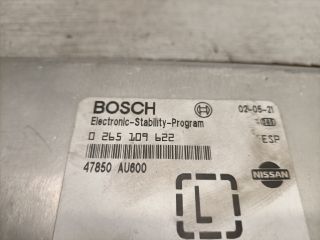 BOSCH
02-05-21
Electronic-Stability-Program
0 265 109 622
ESP
47850 AU600
L
NISSAN